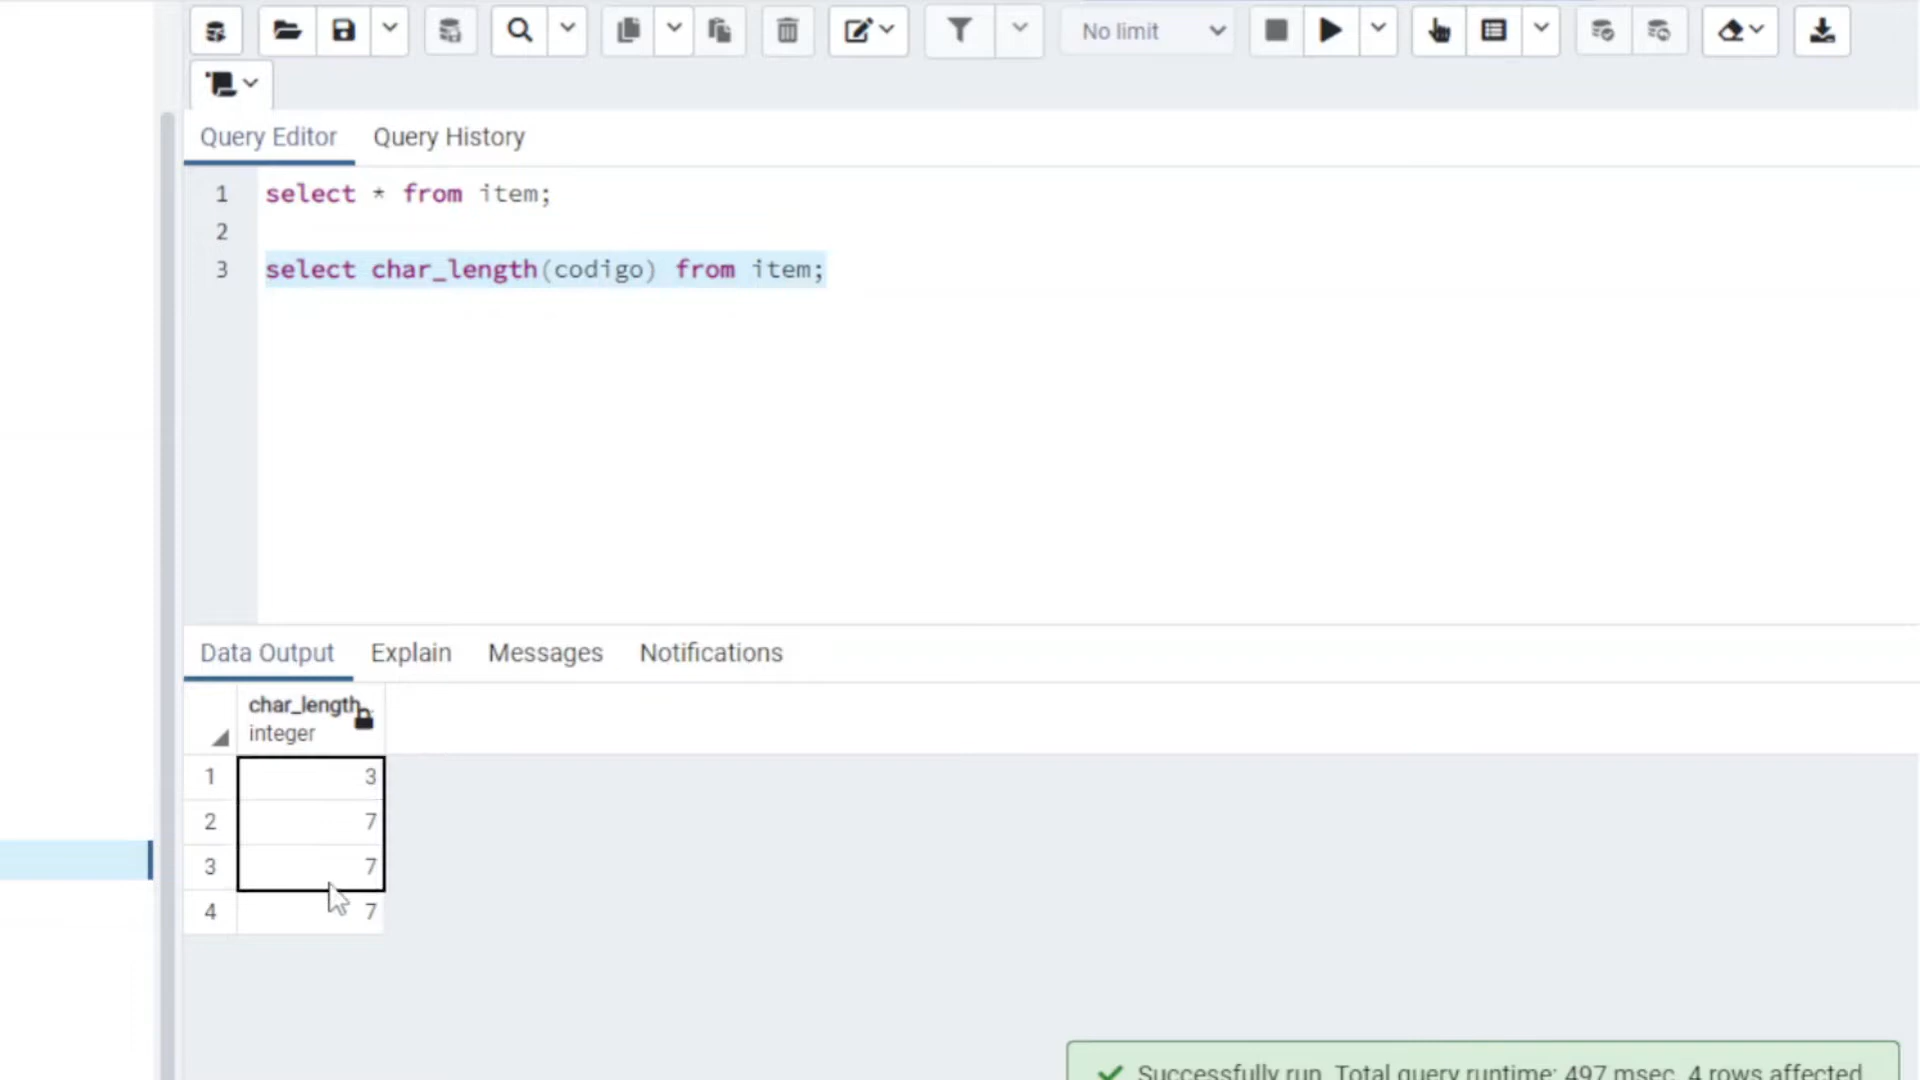 No limit
Query Editor Query History
1 select * from item;
2
3 select char_length(codigo) from item;
Data Output Explain Messages Notifications
char_length
integer
1 3
2 7
3 7
4 7
Successfully run. Total query runtime: 497 msec. 4 rows affected